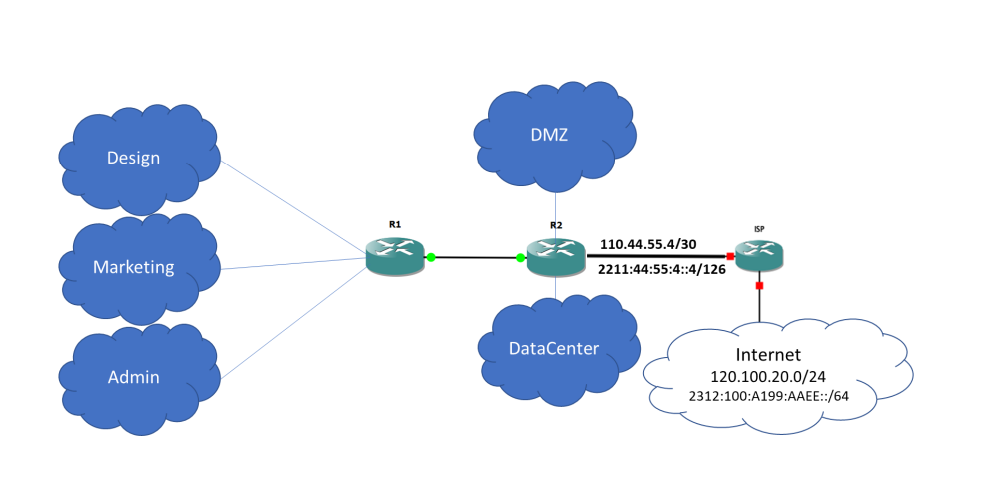 Design
Marketing
Admin
R1
DMZ
R2
DataCenter
110.44.55.4/30
2211:44:55:4::4/126
ISP
Internet
120.100.20.0/24
2312:100:A199:AAEE::/64